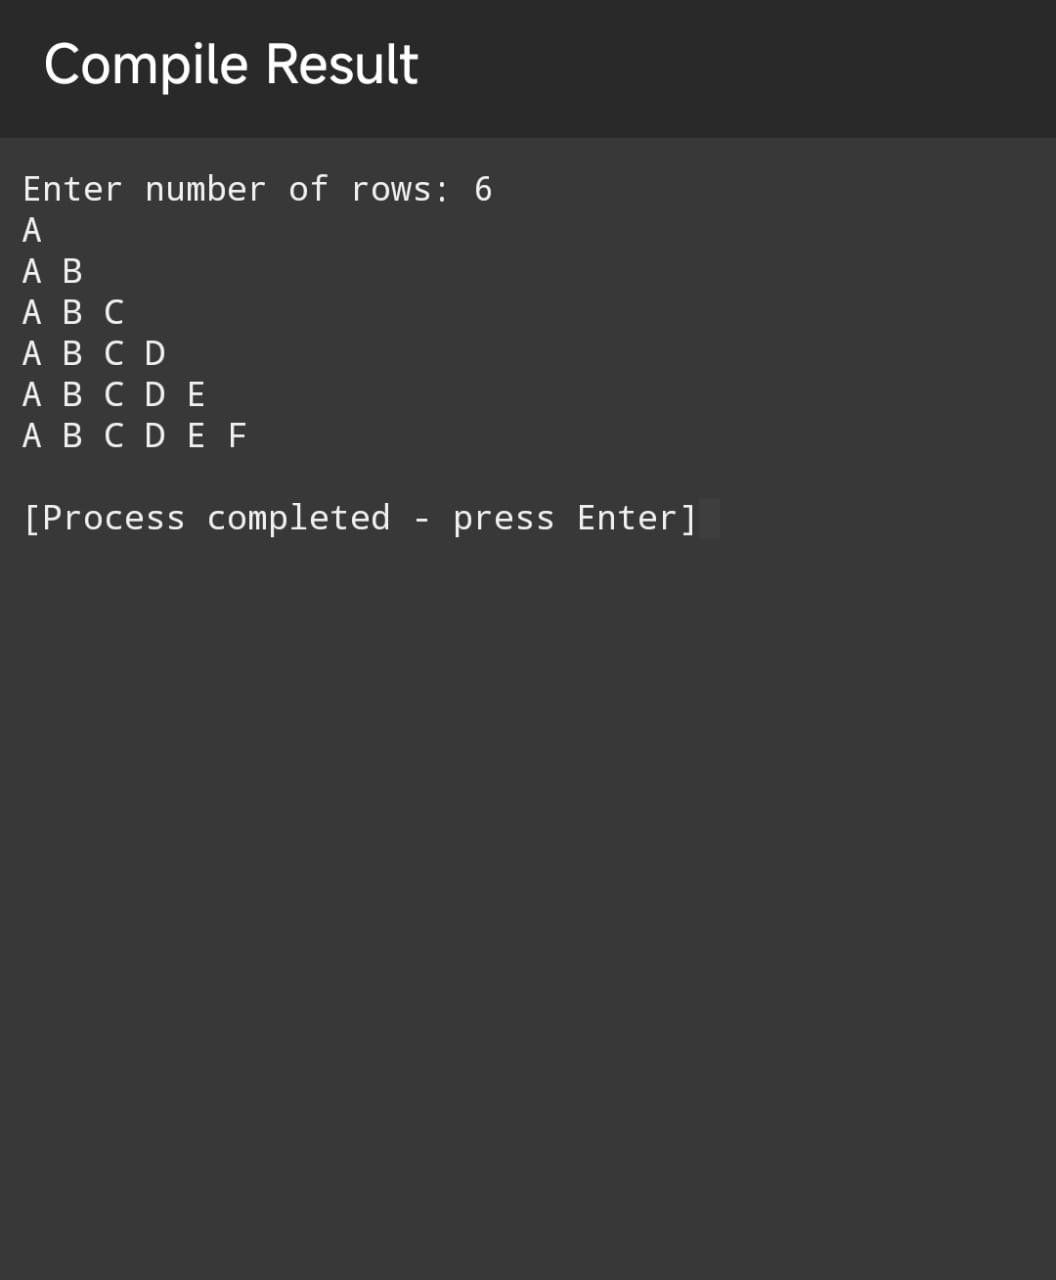 Compile Result
Enter number of rows: 6
A
A B
A B C
A B C D
A B C D E
A B C D E F
[Process completed - press Enter]